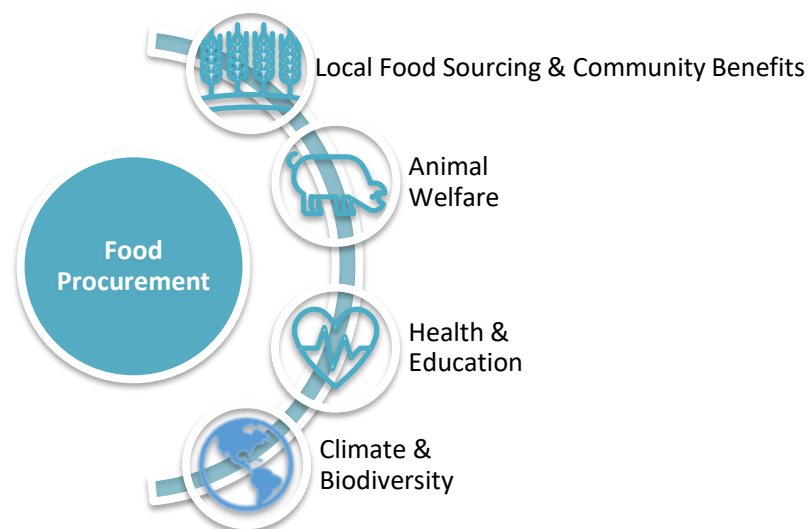 Local Food Sourcing & Community Benefits
Animal
Welfare
Food
Procurement
Health &
Education
Climate &
Biodiversity